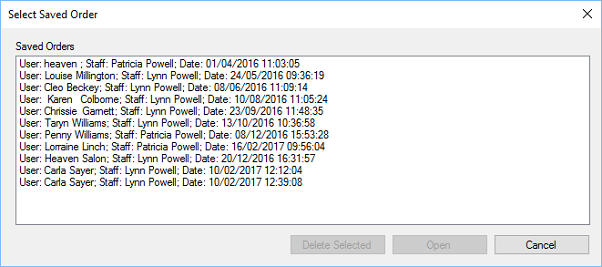 Select Saved Order
Saved Orders
User: heaven ; Staff: Patricia Powell; Date: 01/04/2016 11:03:05
User: Louise Millington; Staff: Lynn Powell; Date: 24/05/2016 09:36:19
User: Cleo Beckey; Staff: Lynn Powell; Date: 08/06/2016 11:09:14
User:  Karen  Colborne; Staff: Lynn Powell; Date: 10/08/2016 11:05:24
User: Chrissie  Garnett; Staff: Lynn Powell; Date: 23/09/2016 11:48:35
User: Taryn Williams; Staff: Lynn Powell; Date: 13/10/2016 10:36:58
User: Penny Williams; Staff: Patricia Powell; Date: 08/12/2016 15:53:28
User: Lorraine Linch; Staff: Patricia Powell; Date: 16/02/2017 09:56:04
User: Heaven Salon; Staff: Lynn Powell; Date: 20/12/2016 16:31:57
User: Carla Sayer; Staff: Lynn Powell; Date: 10/02/2017 12:12:04
User: Carla Sayer; Staff: Lynn Powell; Date: 10/02/2017 12:39:08
Delete Selected
Open
Cancel